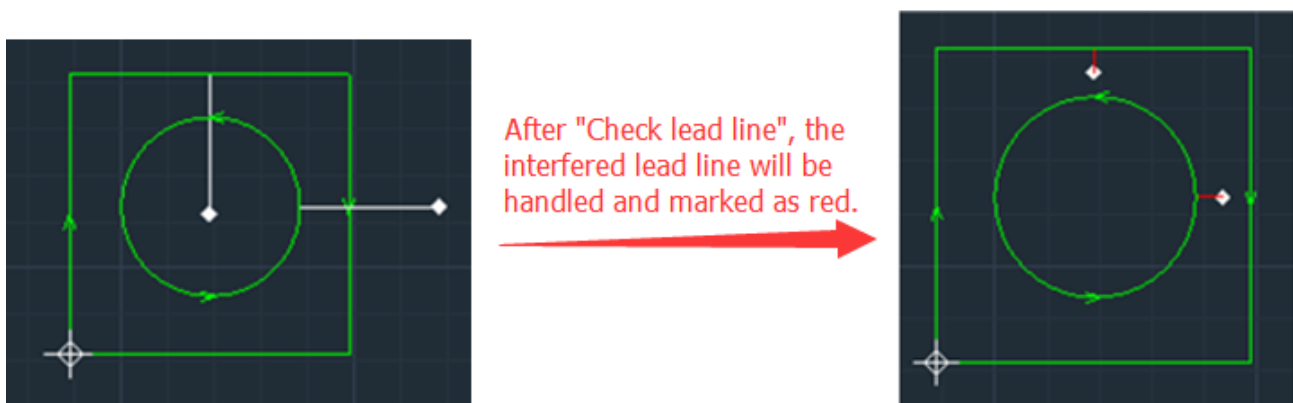 After "Check lead line", the
interfered lead line will be
handled and marked as red.